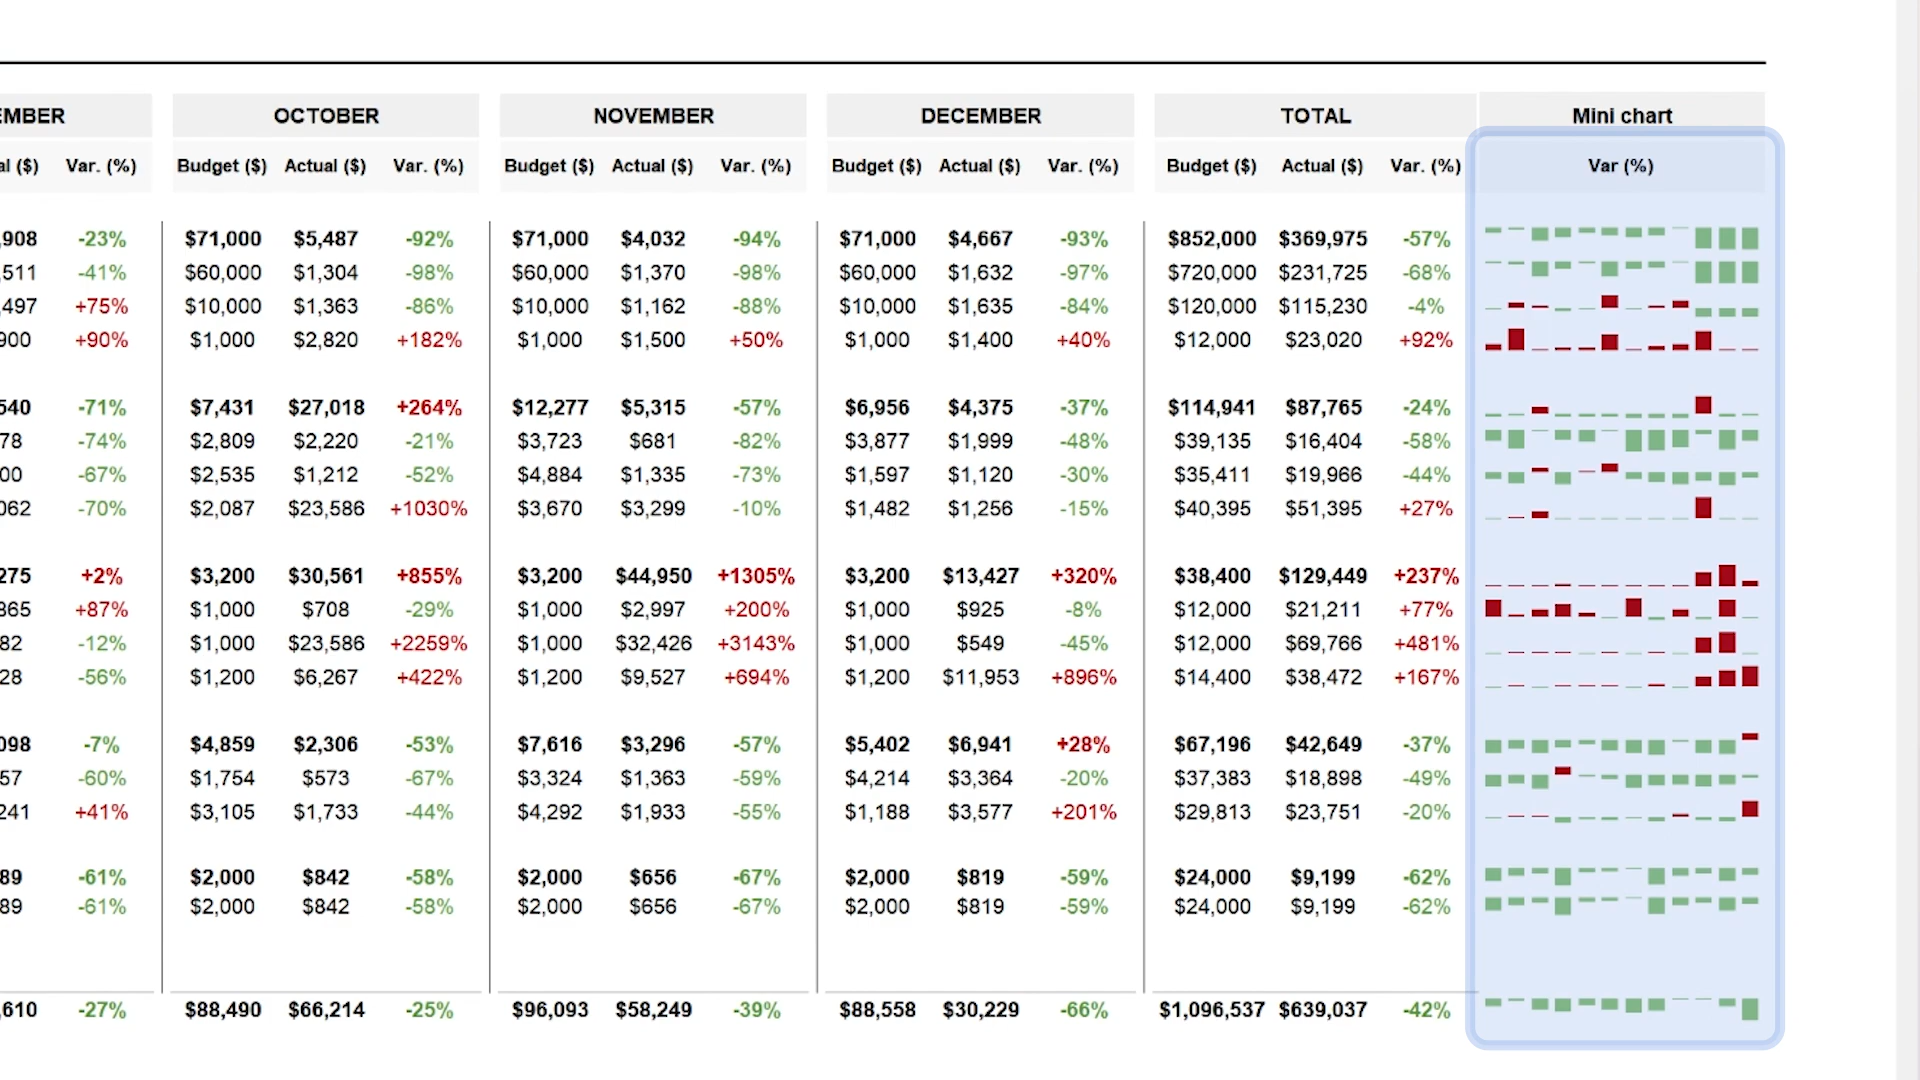 EMBER OCTOBER NOVEMBER DECEMBER TOTAL Mini chart
al ($) Var. (%) Budget ($) Actual ($) Var. (%) Budget ($) Actual ($) Var. (%) Budget ($) Actual ($) Var. (%) Budget ($) Actual ($) Var. (%) Var (%)
,908 -23% $71,000 $5,487 -92% $71,000 $4,032 -94% $71,000 $4,667 -93% $852,000 $369,975 -57%
,511 -41% $60,000 $1,304 -98% $60,000 $1,370 -98% $60,000 $1,632 -97% $720,000 $231,725 -68%
,497 +75% $10,000 $1,363 -86% $10,000 $1,162 -88% $10,000 $1,635 -84% $120,000 $115,230 -4%
900 +90% $1,000 $2,820 +182% $1,000 $1,500 +50% $1,000 $1,400 +40% $12,000 $23,020 +92%
540 -71% $7,431 $27,018 +264% $12,277 $5,315 -57% $6,956 $4,375 -37% $114,941 $87,765 -24%
78 -74% $2,809 $2,220 -21% $3,723 $681 -82% $3,877 $1,999 -48% $39,135 $16,404 -58%
00 -67% $2,535 $1,212 -52% $4,884 $1,335 -73% $1,597 $1,120 -30% $35,411 $19,966 -44%
062 -70% $2,087 $23,586 +1030% $3,670 $3,299 -10% $1,482 $1,256 -15% $40,395 $51,395 +27%
275 +2% $3,200 $30,561 +855% $3,200 $44,950 +1305% $3,200 $13,427 +320% $38,400 $129,449 +237%
865 +87% $1,000 $708 -29% $1,000 $2,997 +200% $1,000 $925 -8% $12,000 $21,211 +77%
82 -12% $1,000 $23,586 +2259% $1,000 $32,426 +3143% $1,000 $549 -45% $12,000 $69,766 +481%
28 -56% $1,200 $6,267 +422% $1,200 $9,527 +694% $1,200 $11,953 +896% $14,400 $38,472 +167%
098 -7% $4,859 $2,306 -53% $7,616 $3,296 -57% $5,402 $6,941 +28% $67,196 $42,649 -37%
57 -60% $1,754 $573 -67% $3,324 $1,363 -59% $4,214 $3,364 -20% $37,383 $18,898 -49%
241 +41% $3,105 $1,733 -44% $4,292 $1,933 -55% $1,188 $3,577 +201% $29,813 $23,751 -20%
89 -61% $2,000 $842 -58% $2,000 $656 -67% $2,000 $819 -59% $24,000 $9,199 -62%
89 -61% $2,000 $842 -58% $2,000 $656 -67% $2,000 $819 -59% $24,000 $9,199 -62%
,610 -27% $88,490 $66,214 -25% $96,093 $58,249 -39% $88,558 $30,229 -66% $1,096,537 $639,037 -42%